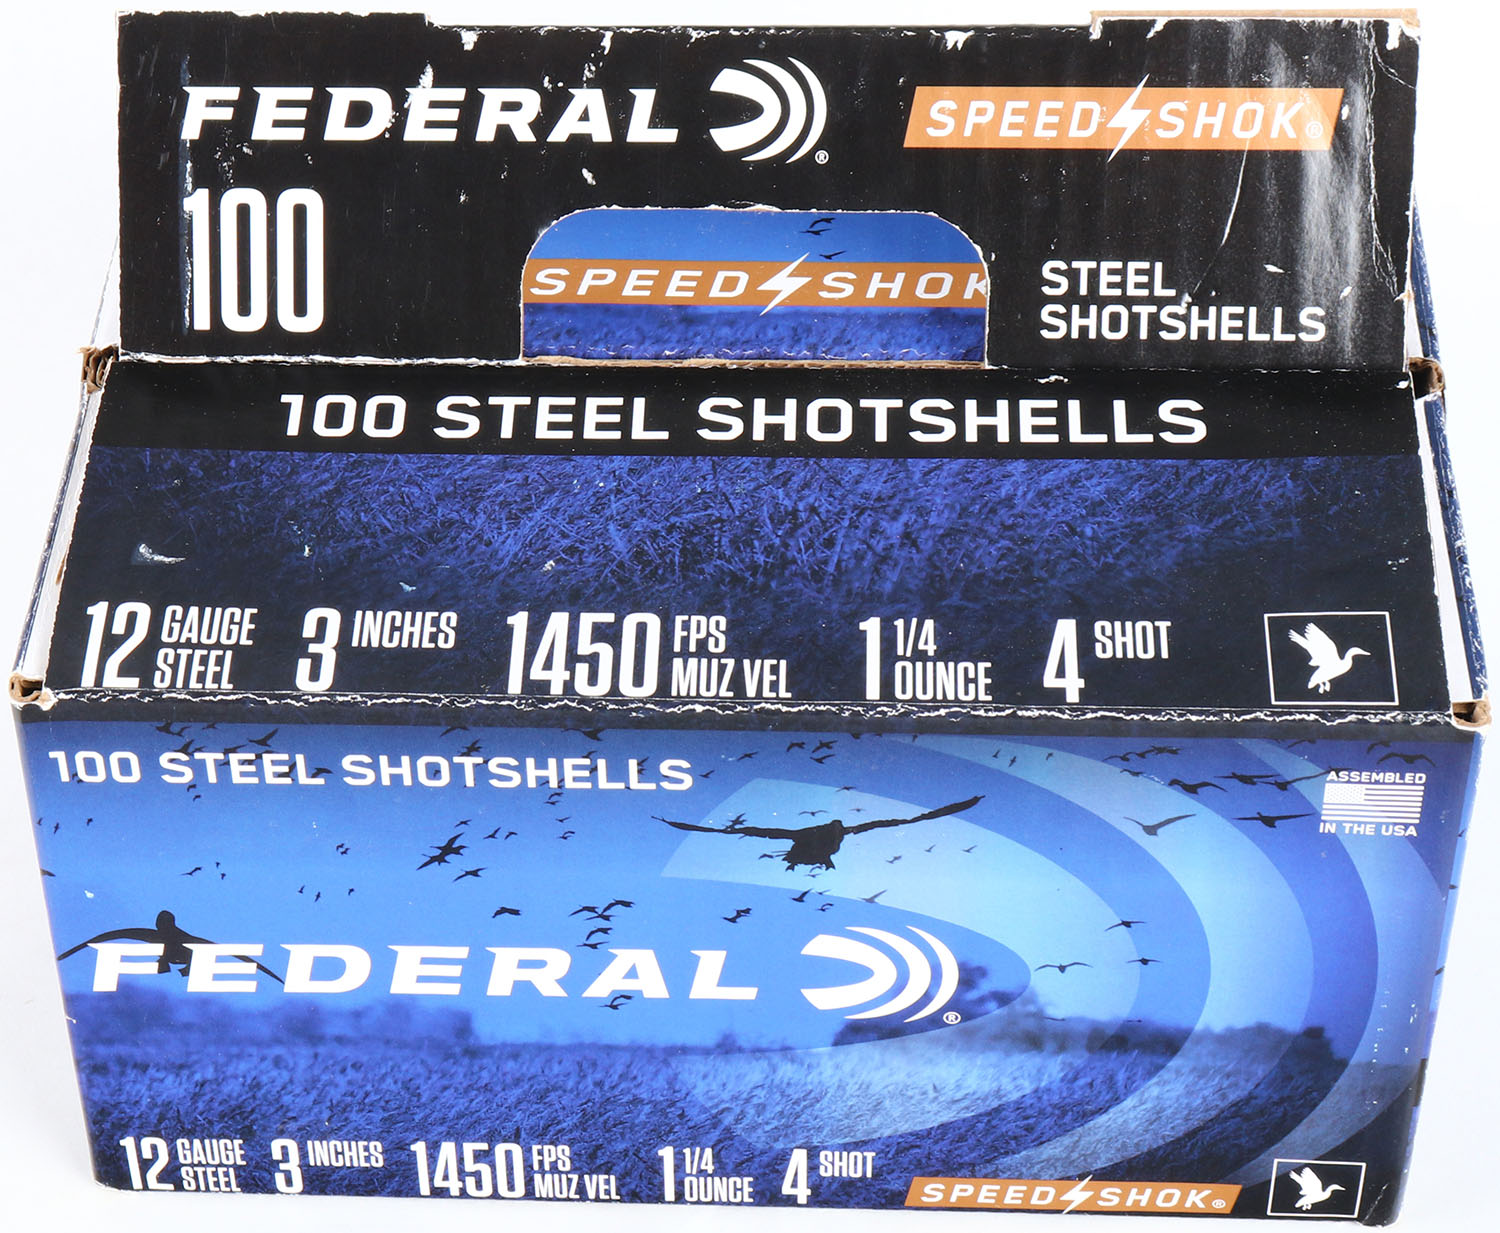 FEDERAL ®
SPEED SHOK®
100
SPEED SHOK
STEEL
SHOTSHELLS
100 STEEL SHOTSHELLS
12 GAUGE STEEL 3 INCHES 1450 FPS MUZ VEL 1 1/4 OUNCE 4 SHOT
100 STEEL SHOTSHELLS
ASSEMBLED
IN THE USA
FEDERAL ®
12 GAUGE STEEL 3 INCHES 1450 FPS MUZ VEL 1 1/4 OUNCE 4 SHOT
SPEED SHOK®